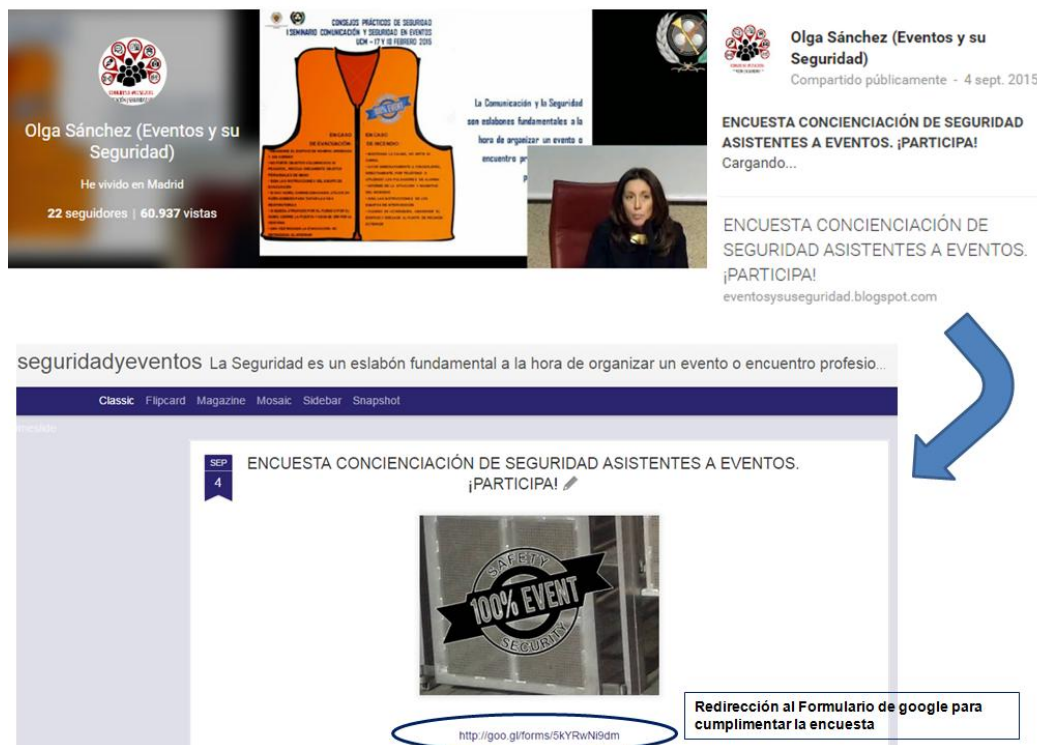 Olga Sánchez (Eventos y su
Seguridad)
He vivido en Madrid
22 seguidores | 60.937 vistas
CONSEJOS PRÁCTICOS DE SEGURIDAD
I SEMINARIO COMUNICACIÓN Y SEGURIDAD EN EVENTOS
UCM – 17 Y 18 FEBRERO 2015
100% EVENT
EN CASO
DE EVACUACIÓN
EN CASO
DE INCENDIO
La Comunicación y la Seguridad
son eslabones fundamentales a la
hora de organizar un evento o
encuentro
Olga Sánchez (Eventos y su
Seguridad)
Compartido públicamente - 4 sept. 2015
ENCUESTA CONCIENCIACIÓN DE SEGURIDAD
ASISTENTES A EVENTOS. ¡PARTICIPA!
Cargando...
ENCUESTA CONCIENCIACIÓN DE
SEGURIDAD ASISTENTES A EVENTOS.
¡PARTICIPA!
eventosysuseguridad.blogspot.com
seguridadyeventos La Seguridad es un eslabón fundamental a la hora de organizar un evento o encuentro profesio...
Classic Flipcard Magazine Mosaic Sidebar Snapshot
SEP
4
ENCUESTA CONCIENCIACIÓN DE SEGURIDAD ASISTENTES A EVENTOS.
¡PARTICIPA!
SAFETY
100% EVENT
SECURITY
http://goo.gl/forms/5kYRwNi9dm
Redirección al Formulario de google para
cumplimentar la encuesta